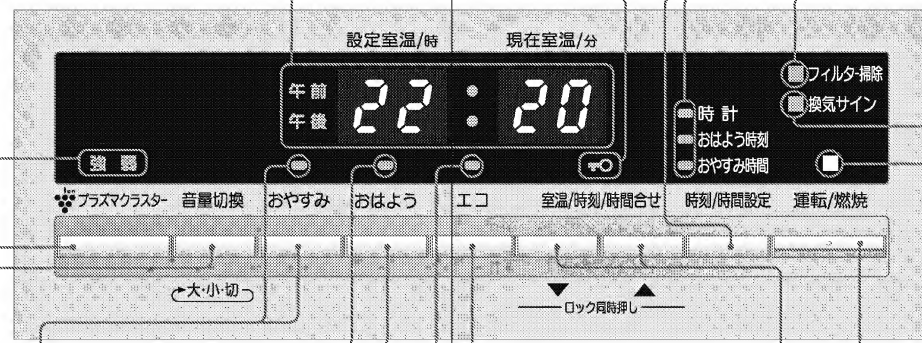 設定室温/時 現在室温/分
午前 22 : 20
午後
フィルタ掃除
換気サイン
時計
おはよう時刻
おやすみ時間
強 弱
ion
プラズマクラスター 音量切換 おやすみ おはよう エコ 室温/時刻/時間合せ 時刻/時間設定 運転/燃焼
大・小・切
▼ ▲
ロック同時押し